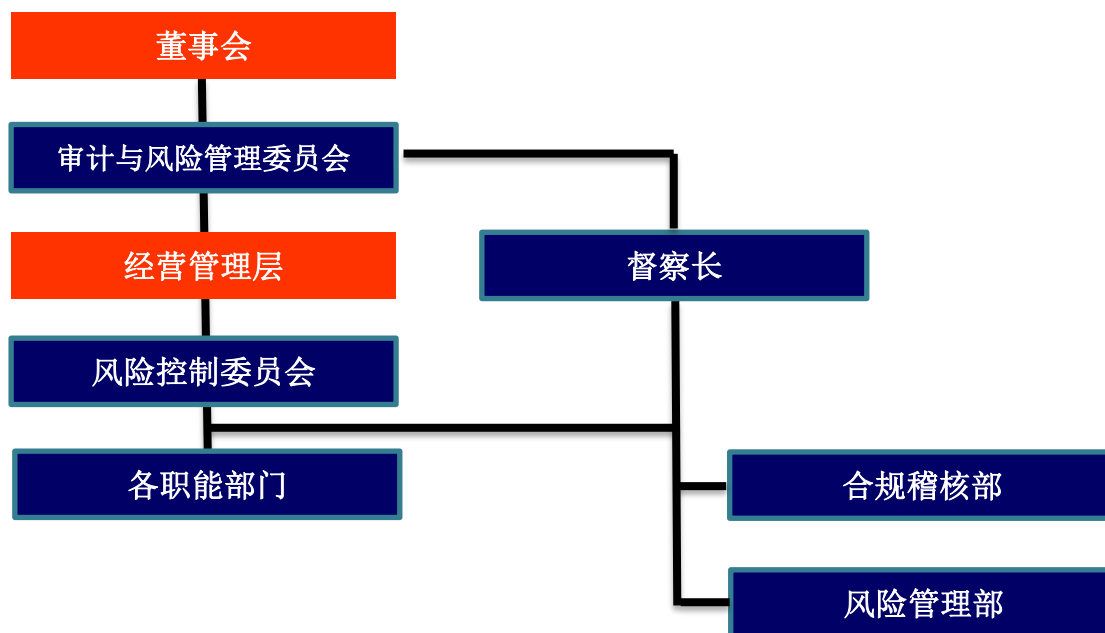 董事会
审计与风险管理委员会
经营管理层
督察长
风险控制委员会
各职能部门
合规稽核部
风险管理部